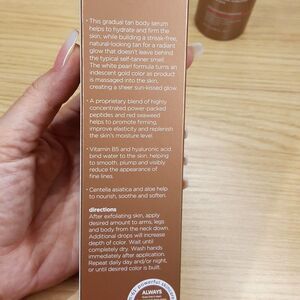 • This gradual tan body serum
helps to hydrate and firm the
skin, while building a streak-free,
natural-looking tan for a radiant
glow that doesn't leave behind
the typical self-tanner smell.
The white pearl formula turns an
iridescent gold color as product
is massaged into the skin,
creating a sheer sun-kissed glow.
• A proprietary blend of highly
concentrated power-packed
peptides and red seaweed
helps to promote firming,
improve elasticity and replenish
the skin's moisture level.
• Vitamin B5 and hyaluronic acid
bind water to the skin, helping
to smooth, plump and visibly
reduce the appearance of
fine lines.
• Centella asiatica and aloe help
to nourish, soothe and soften.
directions
After exfoliating skin, apply
desired amount to arms, legs
and body from the neck down.
Additional drops will increase
depth of color. Wait until
completely dry. Wash hands
immediately after application.
Repeat daily day and/or night,
or until desired color is built.
powerful
ALWAYS